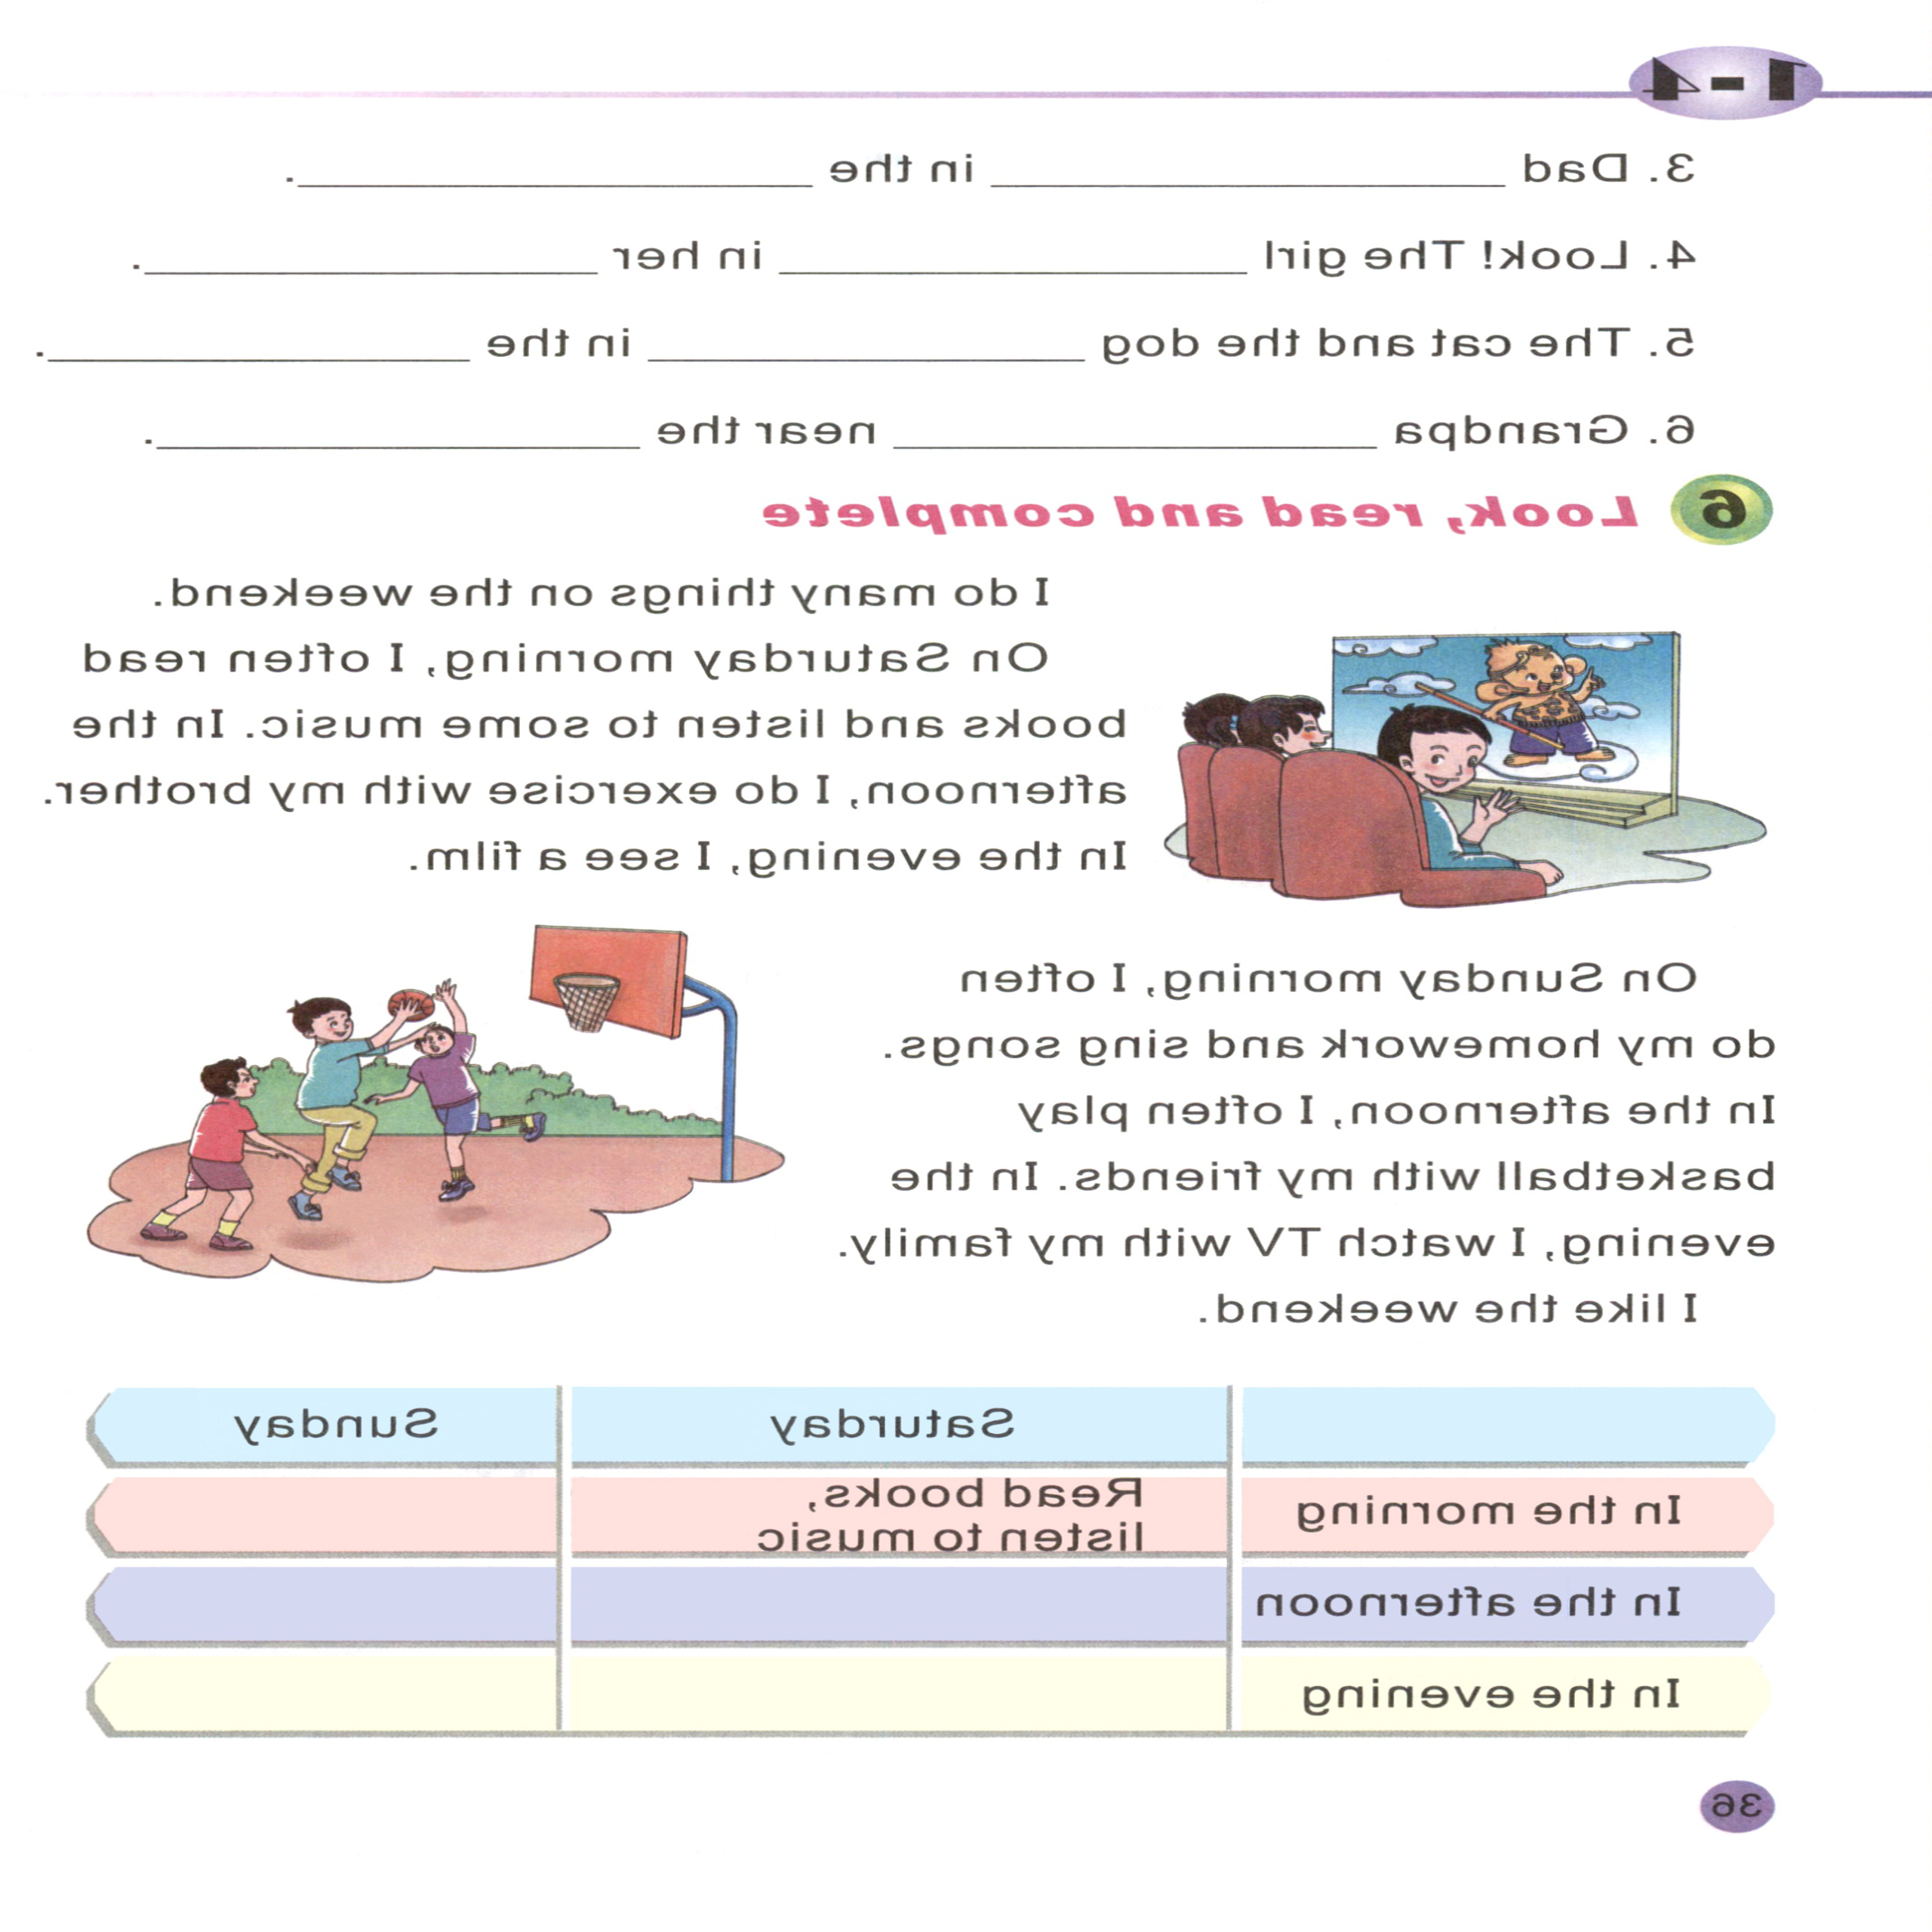 1-4
3. Dad ____________ in the ____________.
4. Look! The girl ____________ in her ____________.
5. The cat and the dog ____________ in the ____________.
6. Grandpa ____________ near the ____________.
6 Look, read and complete
I do many things on the weekend.
On Saturday morning, I often read
books and listen to some music. In the
afternoon, I do exercise with my brother.
In the evening, I see a film.
On Sunday morning, I often
do my homework and sing songs.
In the afternoon, I often play
basketball with my friends. In the
evening, I watch TV with my family.
I like the weekend.
Saturday Sunday
In the morning Read books,
listen to music
In the afternoon
In the evening
36